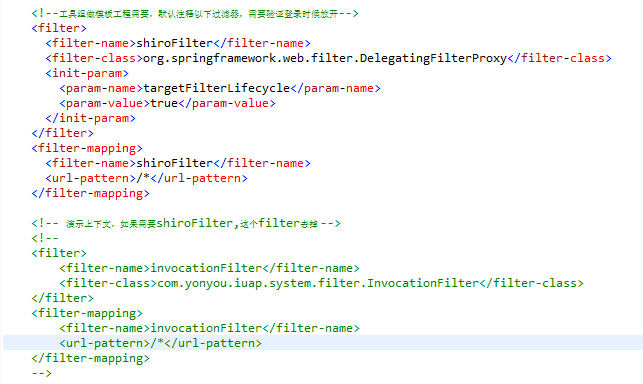 <!--工具组做模板工程需要，默认注释以下过滤器，需要验证登录时候放开-->
<filter>
<filter-name>shiroFilter</filter-name>
<filter-class>org.springframework.web.filter.DelegatingFilterProxy</filter-class>
<init-param>
<param-name>targetFilterLifecycle</param-name>
<param-value>true</param-value>
</init-param>
</filter>
<filter-mapping>
<filter-name>shiroFilter</filter-name>
<url-pattern>/*</url-pattern>
</filter-mapping>
<!-- 演示上下文，如果需要shiroFilter,这个filter去掉 -->
<!--
<filter>
<filter-name>invocationFilter</filter-name>
<filter-class>com.yonyou.iuap.system.filter.InvocationFilter</filter-class>
</filter>
<filter-mapping>
<filter-name>invocationFilter</filter-name>
<url-pattern>/*</url-pattern>
</filter-mapping>
-->